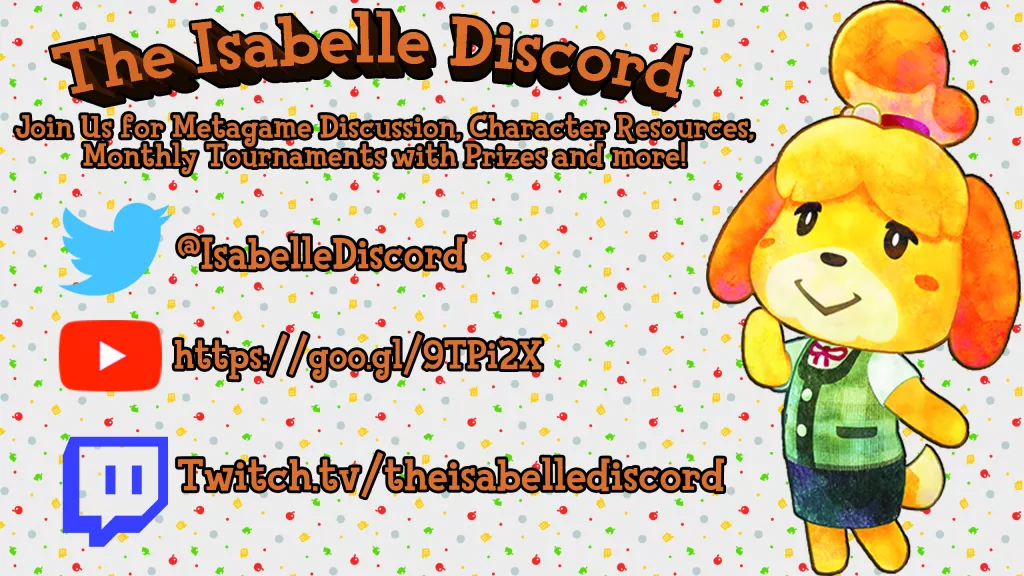 The Isabelle Discord
Join Us for Metagame Discussion, Character Resources,
Monthly Tournaments with Prizes and more!
@IsabelleDiscord
https://goo.gl/9TPi2X
Twitch.tv/theisabellediscord